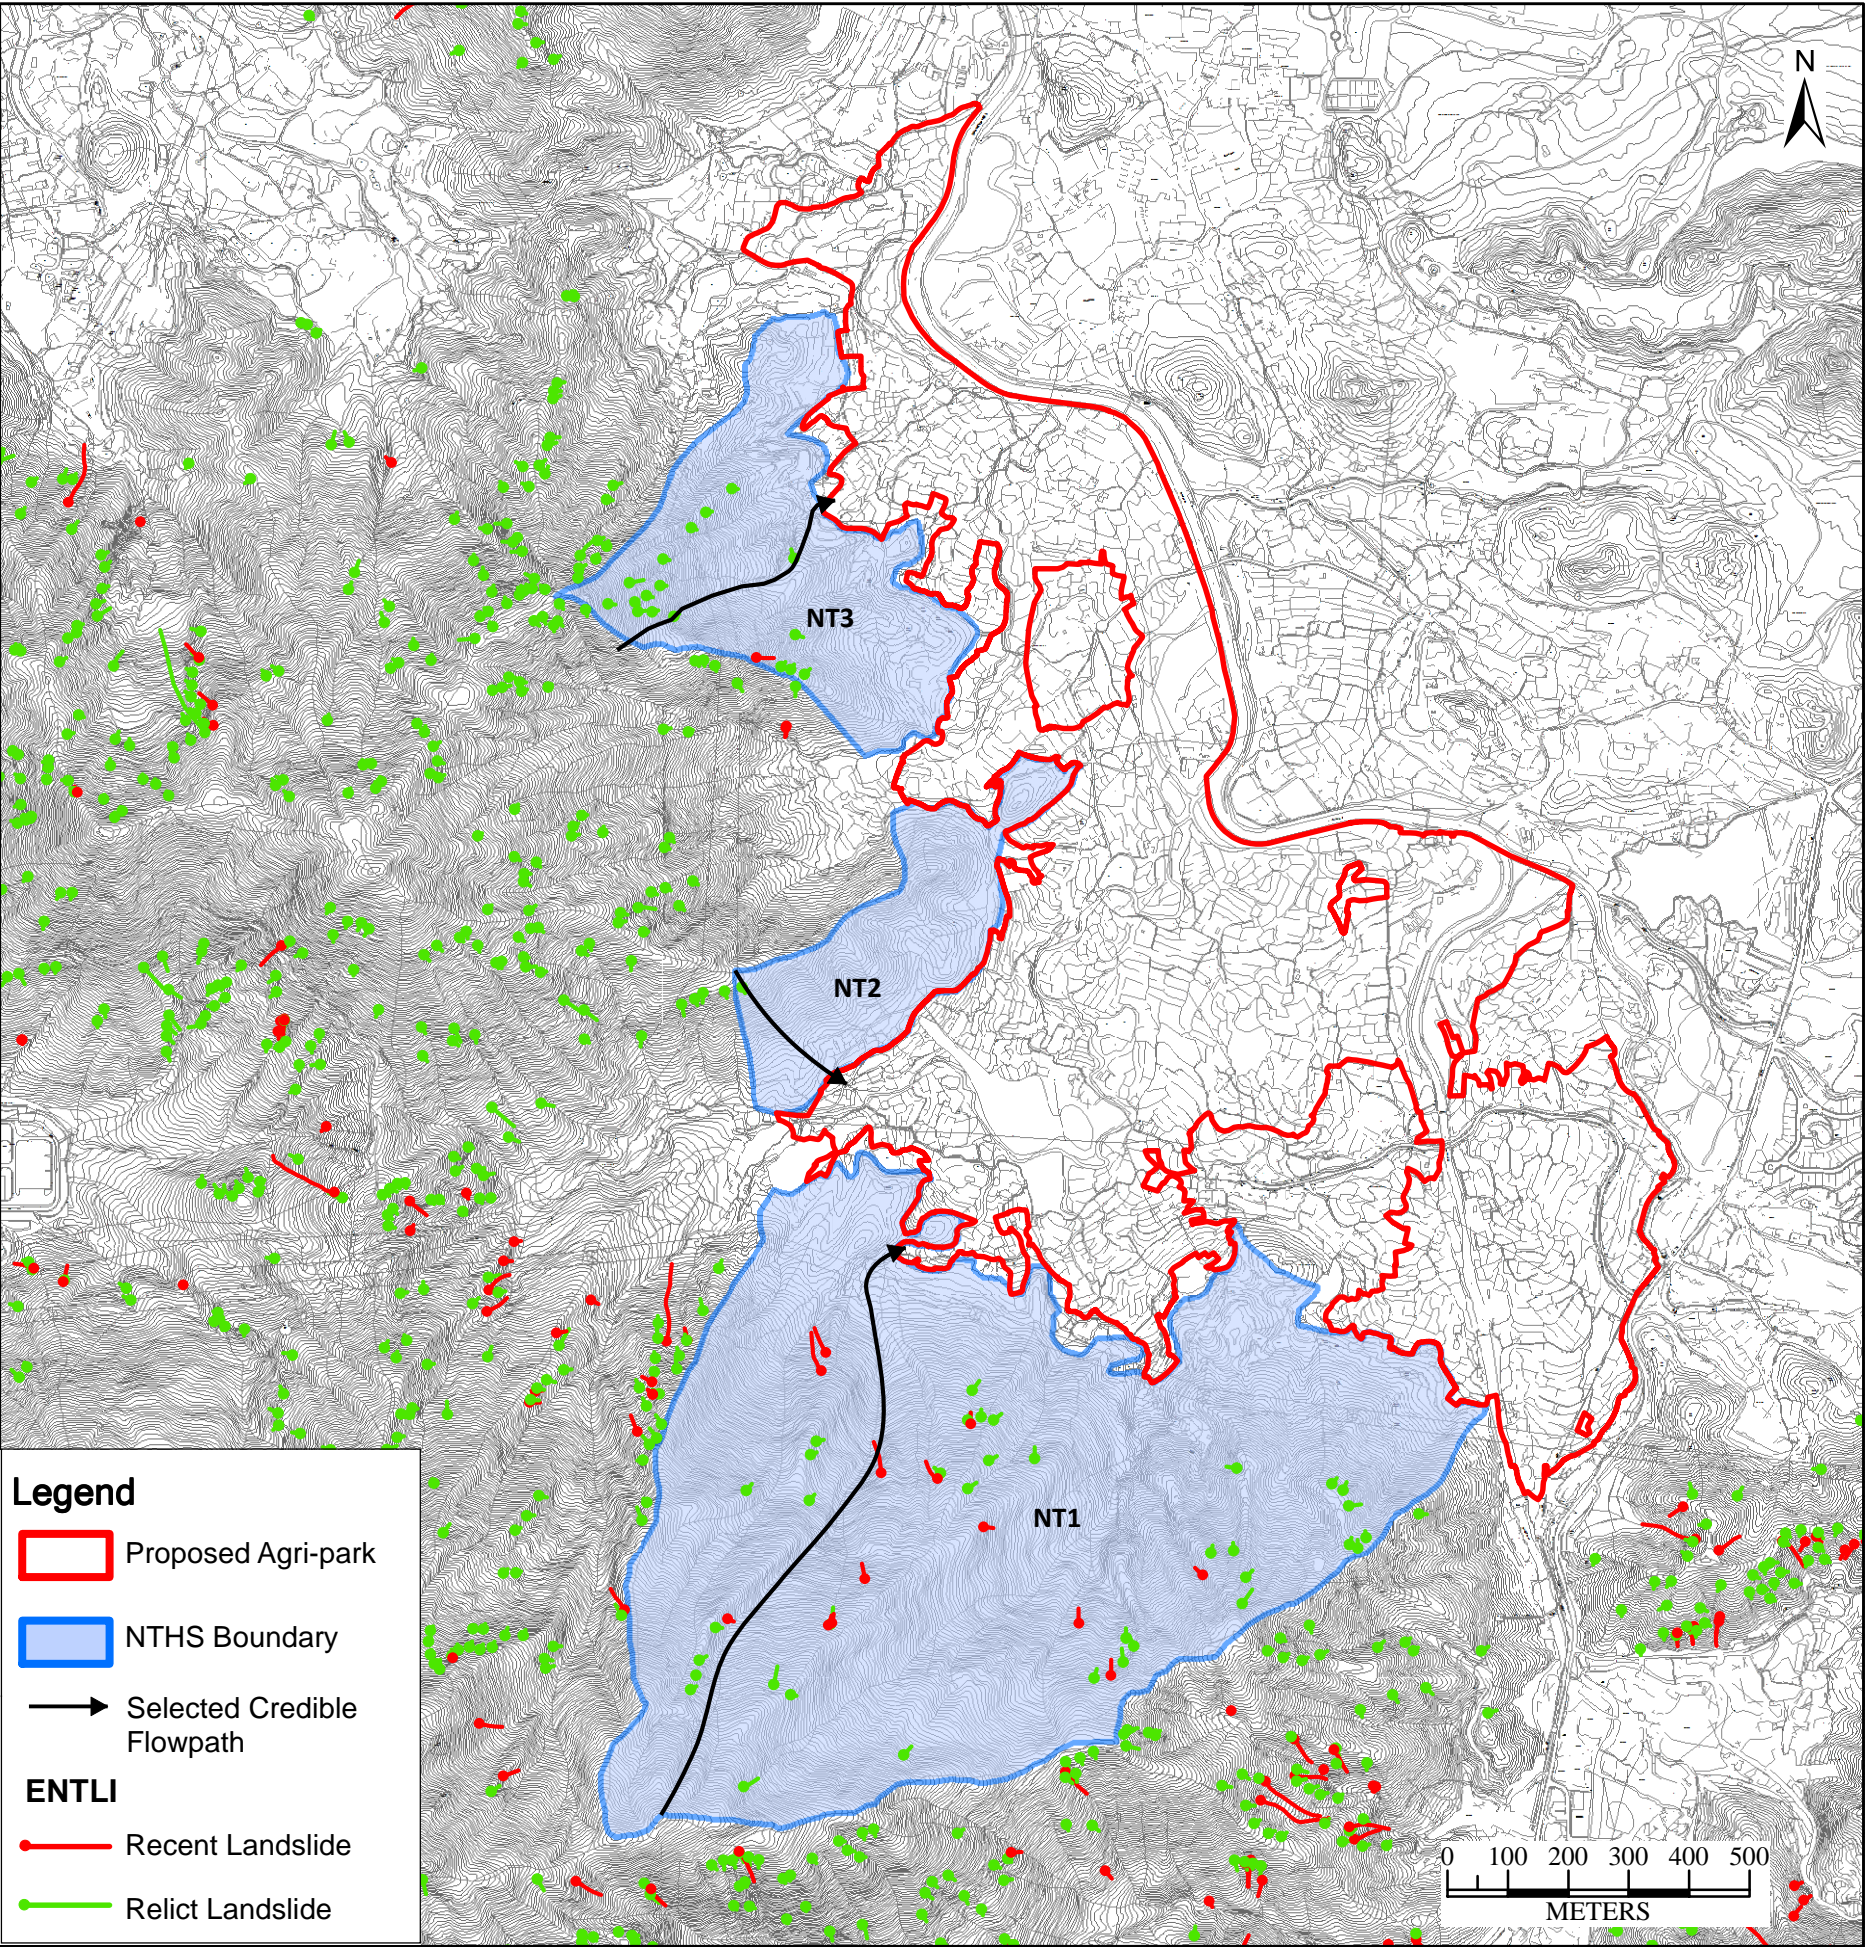 N
NT3
NT2
NT1
Legend
Proposed Agri-park
NTHS Boundary
Selected Credible
Flowpath
ENTLI
Recent Landslide
Relict Landslide
0 100 200 300 400 500
METERS